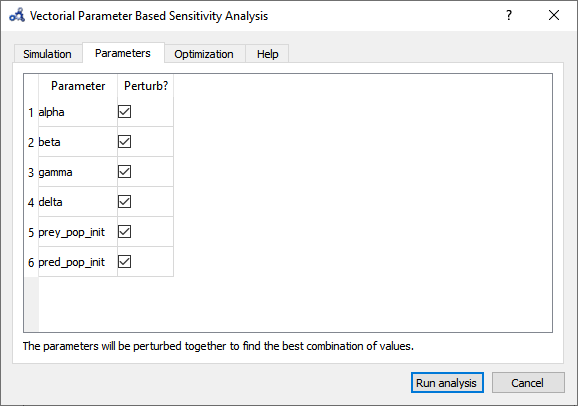 Vectorial Parameter Based Sensitivity Analysis ?
Simulation Parameters Optimization Help
Parameter Perturb?
1 alpha
2 beta
3 gamma
4 delta
5 prey_pop_init
6 pred_pop_init
The parameters will be perturbed together to find the best combination of values.
Run analysis Cancel